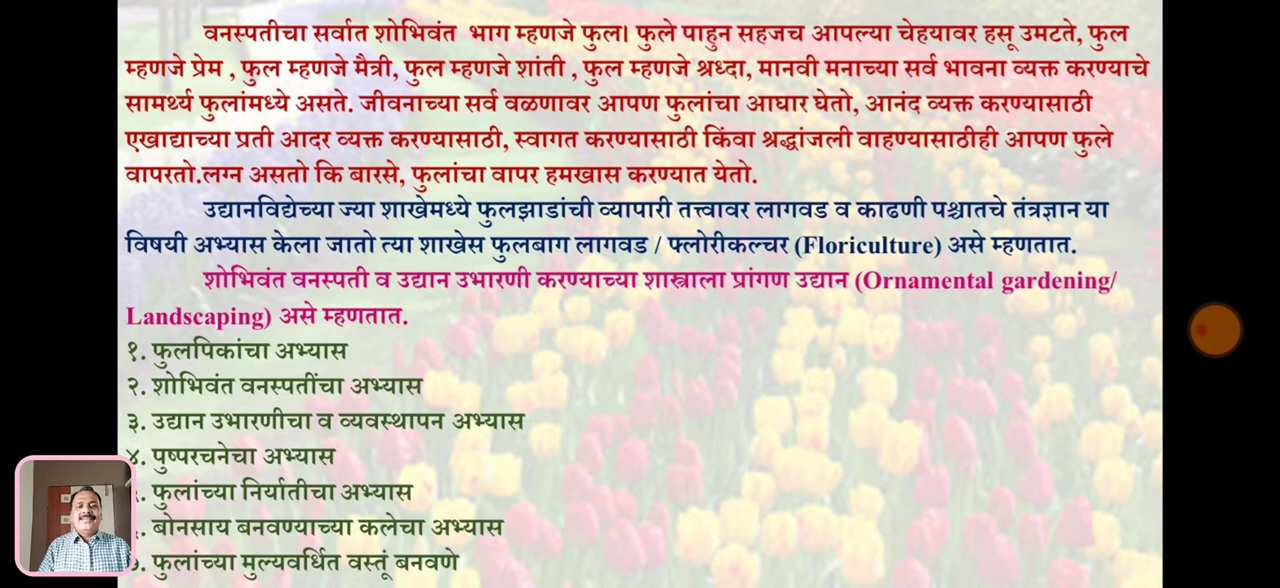 वनस्पतीचा सर्वात शोभिवंत भाग म्हणजे फुल। फुले पाहुन सहजच आपल्या चेहयावर हसू उमटते, फुल
म्हणजे प्रेम , फुल म्हणजे मैत्री, फुल म्हणजे शांती , फुल म्हणजे श्रध्दा, मानवी मनाच्या सर्व भावना व्यक्त करण्याचे
सामर्थ्य फुलांमध्ये असते. जीवनाच्या सर्व वळणावर आपण फुलांचा आघार घेतो, आनंद व्यक्त करण्यासाठी
एखाद्याच्या प्रती आदर व्यक्त करण्यासाठी, स्वागत करण्यासाठी किंवा श्रद्धांजली वाहण्यासाठीही आपण फुले
वापरतो.लग्न असतो कि बारसे, फुलांचा वापर हमखास करण्यात येतो.
उद्यानविद्येच्या ज्या शाखेमध्ये फुलझाडांची व्यापारी तत्त्वावर लागवड व काढणी पश्चातचे तंत्रज्ञान या
विषयी अभ्यास केला जातो त्या शाखेस फुलबाग लागवड / फ्लोरीकल्चर (Floriculture) असे म्हणतात.
शोभिवंत वनस्पती व उद्यान उभारणी करण्याच्या शास्त्राला प्रांगण उद्यान (Ornamental gardening/
Landscaping) असे म्हणतात.
१. फुलपिकांचा अभ्यास
२. शोभिवंत वनस्पतींचा अभ्यास
३. उद्यान उभारणीचा व व्यवस्थापन अभ्यास
४. पुष्परचनेचा अभ्यास
. फुलांच्या निर्यातीचा अभ्यास
. बोनसाय बनवण्याच्या कलेचा अभ्यास
. फुलांच्या मुल्यवर्धित वस्तूं बनवणे